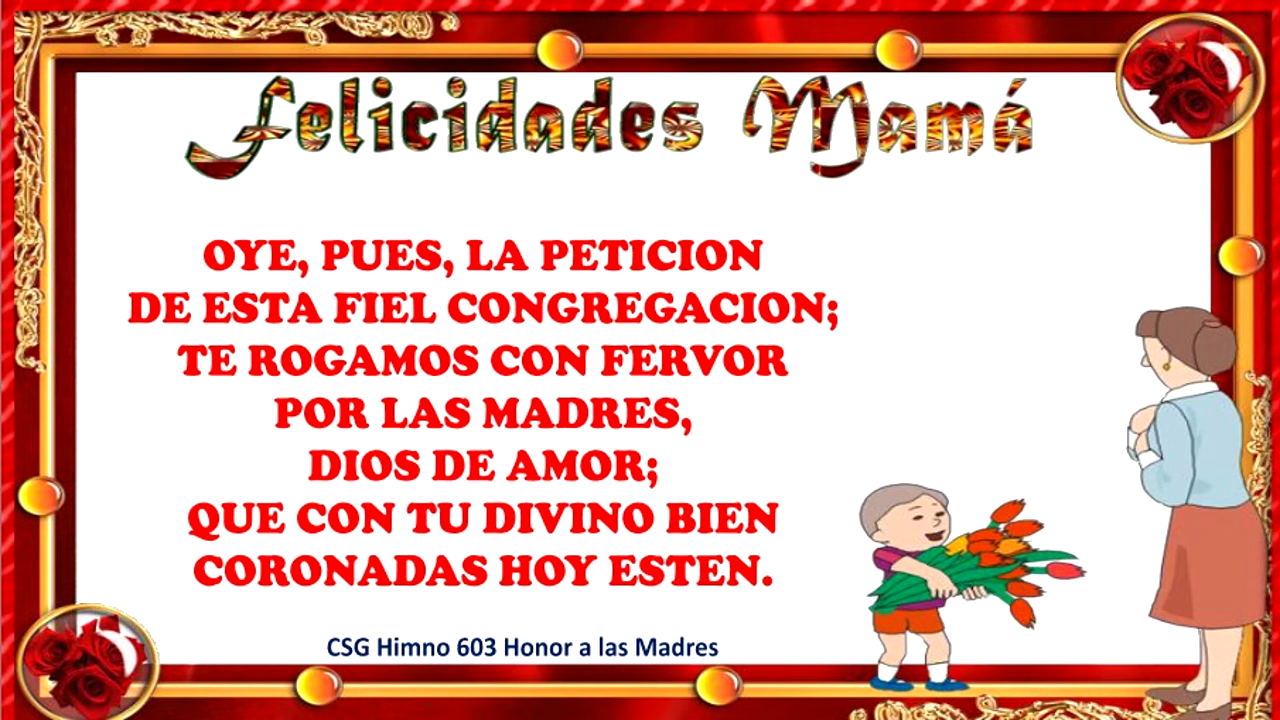 Felicidades Mamá
OYE, PUES, LA PETICION
DE ESTA FIEL CONGREGACION;
TE ROGAMOS CON FERVOR
POR LAS MADRES,
DIOS DE AMOR;
QUE CON TU DIVINO BIEN
CORONADAS HOY ESTEN.
CSG Himno 603 Honor a las Madres